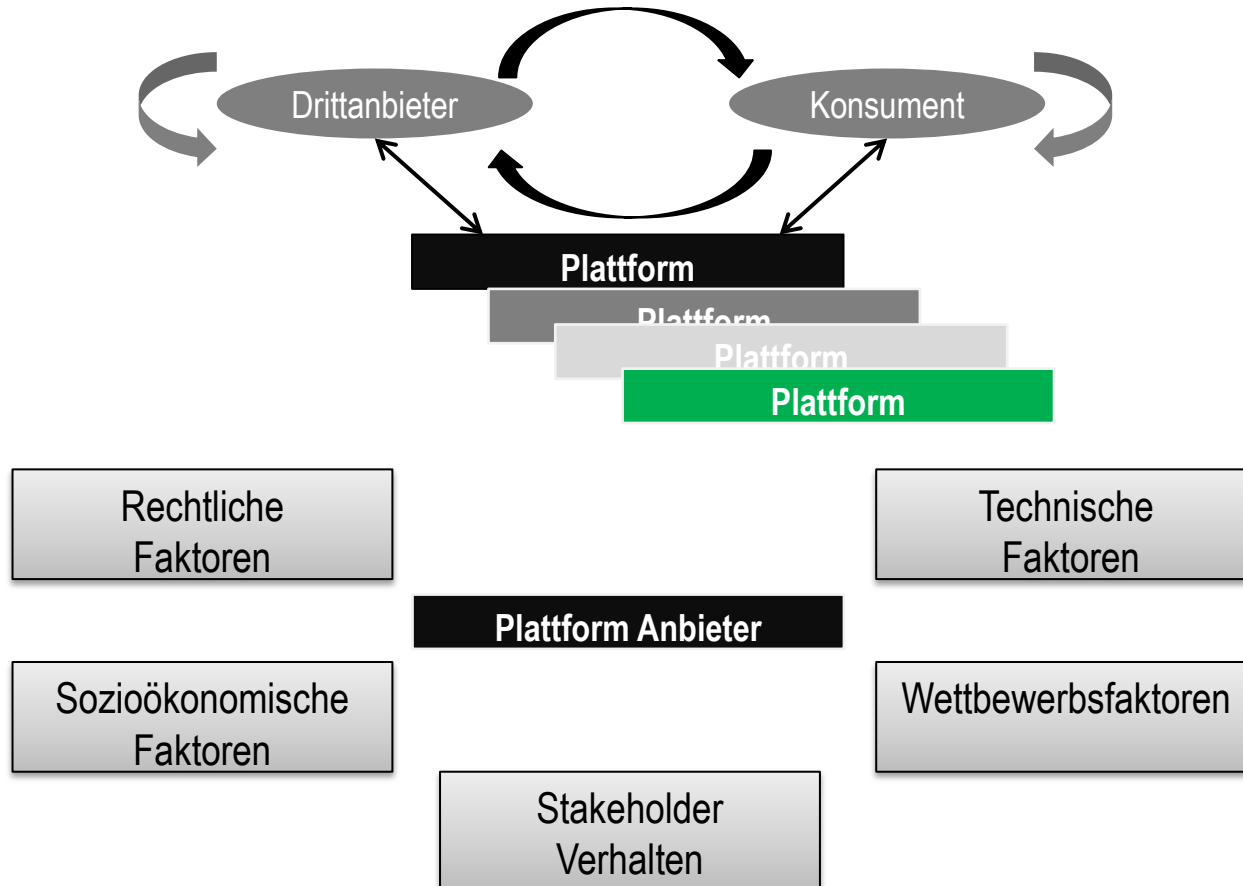 Drittanbieter
Konsument
Plattform
Plattform
Plattform
Plattform
Rechtliche
Faktoren
Technische
Faktoren
Plattform Anbieter
Sozioökonomische
Faktoren
Wettbewerbsfaktoren
Stakeholder
Verhalten